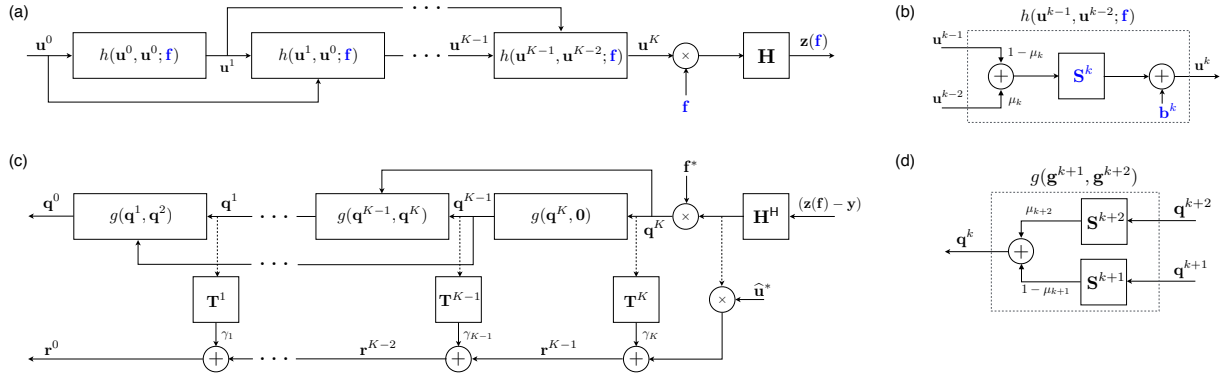 (a)
u^0
h(u^0, u^0; f)
u^1
h(u^1, u^0; f)
· · ·
· · ·
u^{K−1}
h(u^{K−1}, u^{K−2}; f)
u^K
×
f
H
z(f)
(b)
h(u^{k−1}, u^{k−2}; f)
u^{k−1}
1 − μ_k
+
S^k
+
u^k
u^{k−2}
μ_k
b^k
(c)
q^0
g(q^1, q^2)
q^1
· · ·
g(q^{K−1}, q^K)
q^{K−1}
g(q^K, 0)
q^K
f^*
×
H^H
(z(f) − y)
· · ·
T^1
T^{K−1}
T^K
×
û^*
γ_1
γ_{K−1}
γ_K
r^0
+
· · ·
r^{K−2}
+
r^{K−1}
+
(d)
g(g^{k+1}, g^{k+2})
μ_{k+2}
S^{k+2}
q^{k+2}
q^k
+
1 − μ_{k+1}
S^{k+1}
q^{k+1}